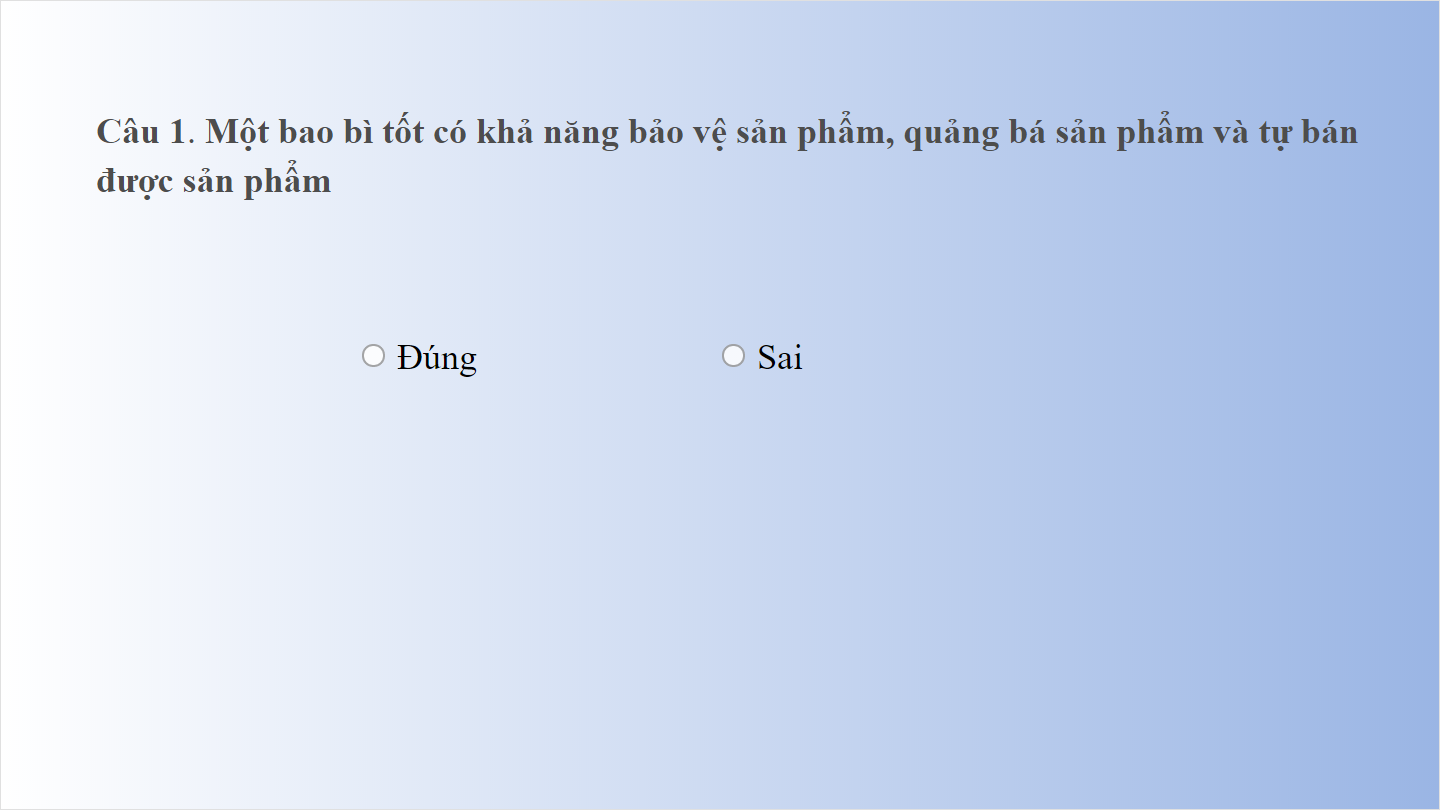 Câu 1. Một bao bì tốt có khả năng bảo vệ sản phẩm, quảng bá sản phẩm và tự bán
được sản phẩm
Đúng
Sai